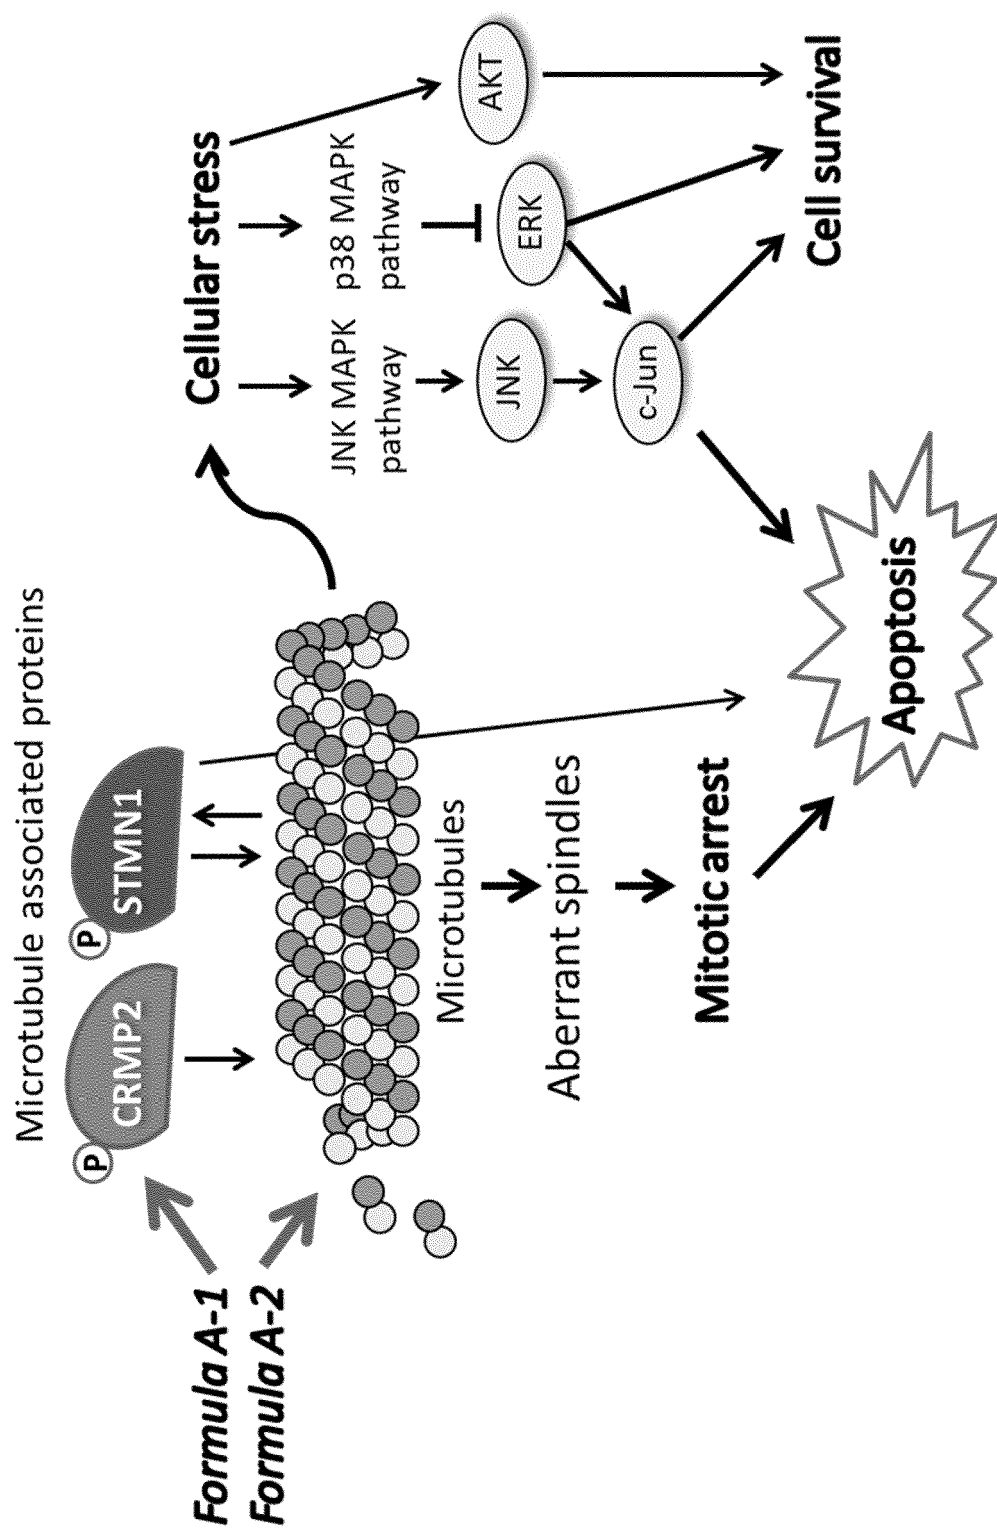 Microtubule associated proteins
P
CRMP2
P
STMN1
Formula A-1
Formula A-2
Microtubules
Aberrant spindles
Mitotic arrest
Apoptosis
Cellular stress
JNK MAPK
pathway
p38 MAPK
pathway
JNK
ERK
AKT
c-Jun
Cell survival